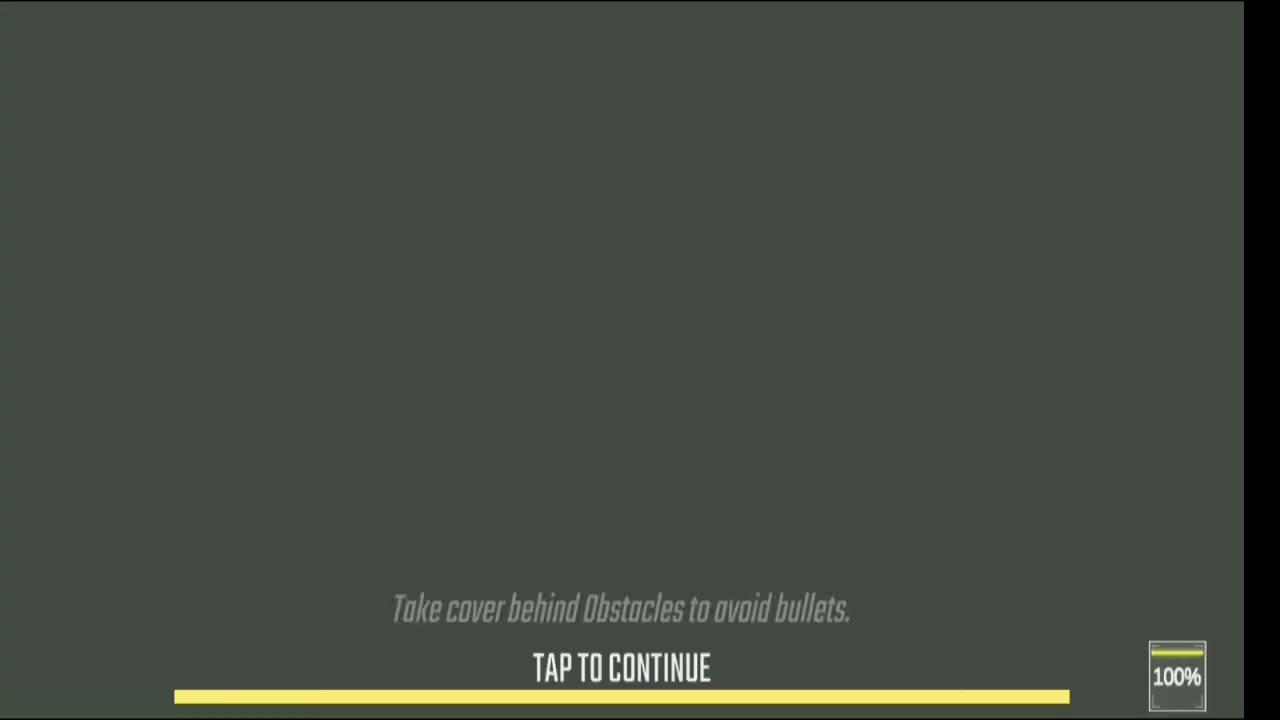 Take cover behind Obstacles to avoid bullets.
TAP TO CONTINUE
100%